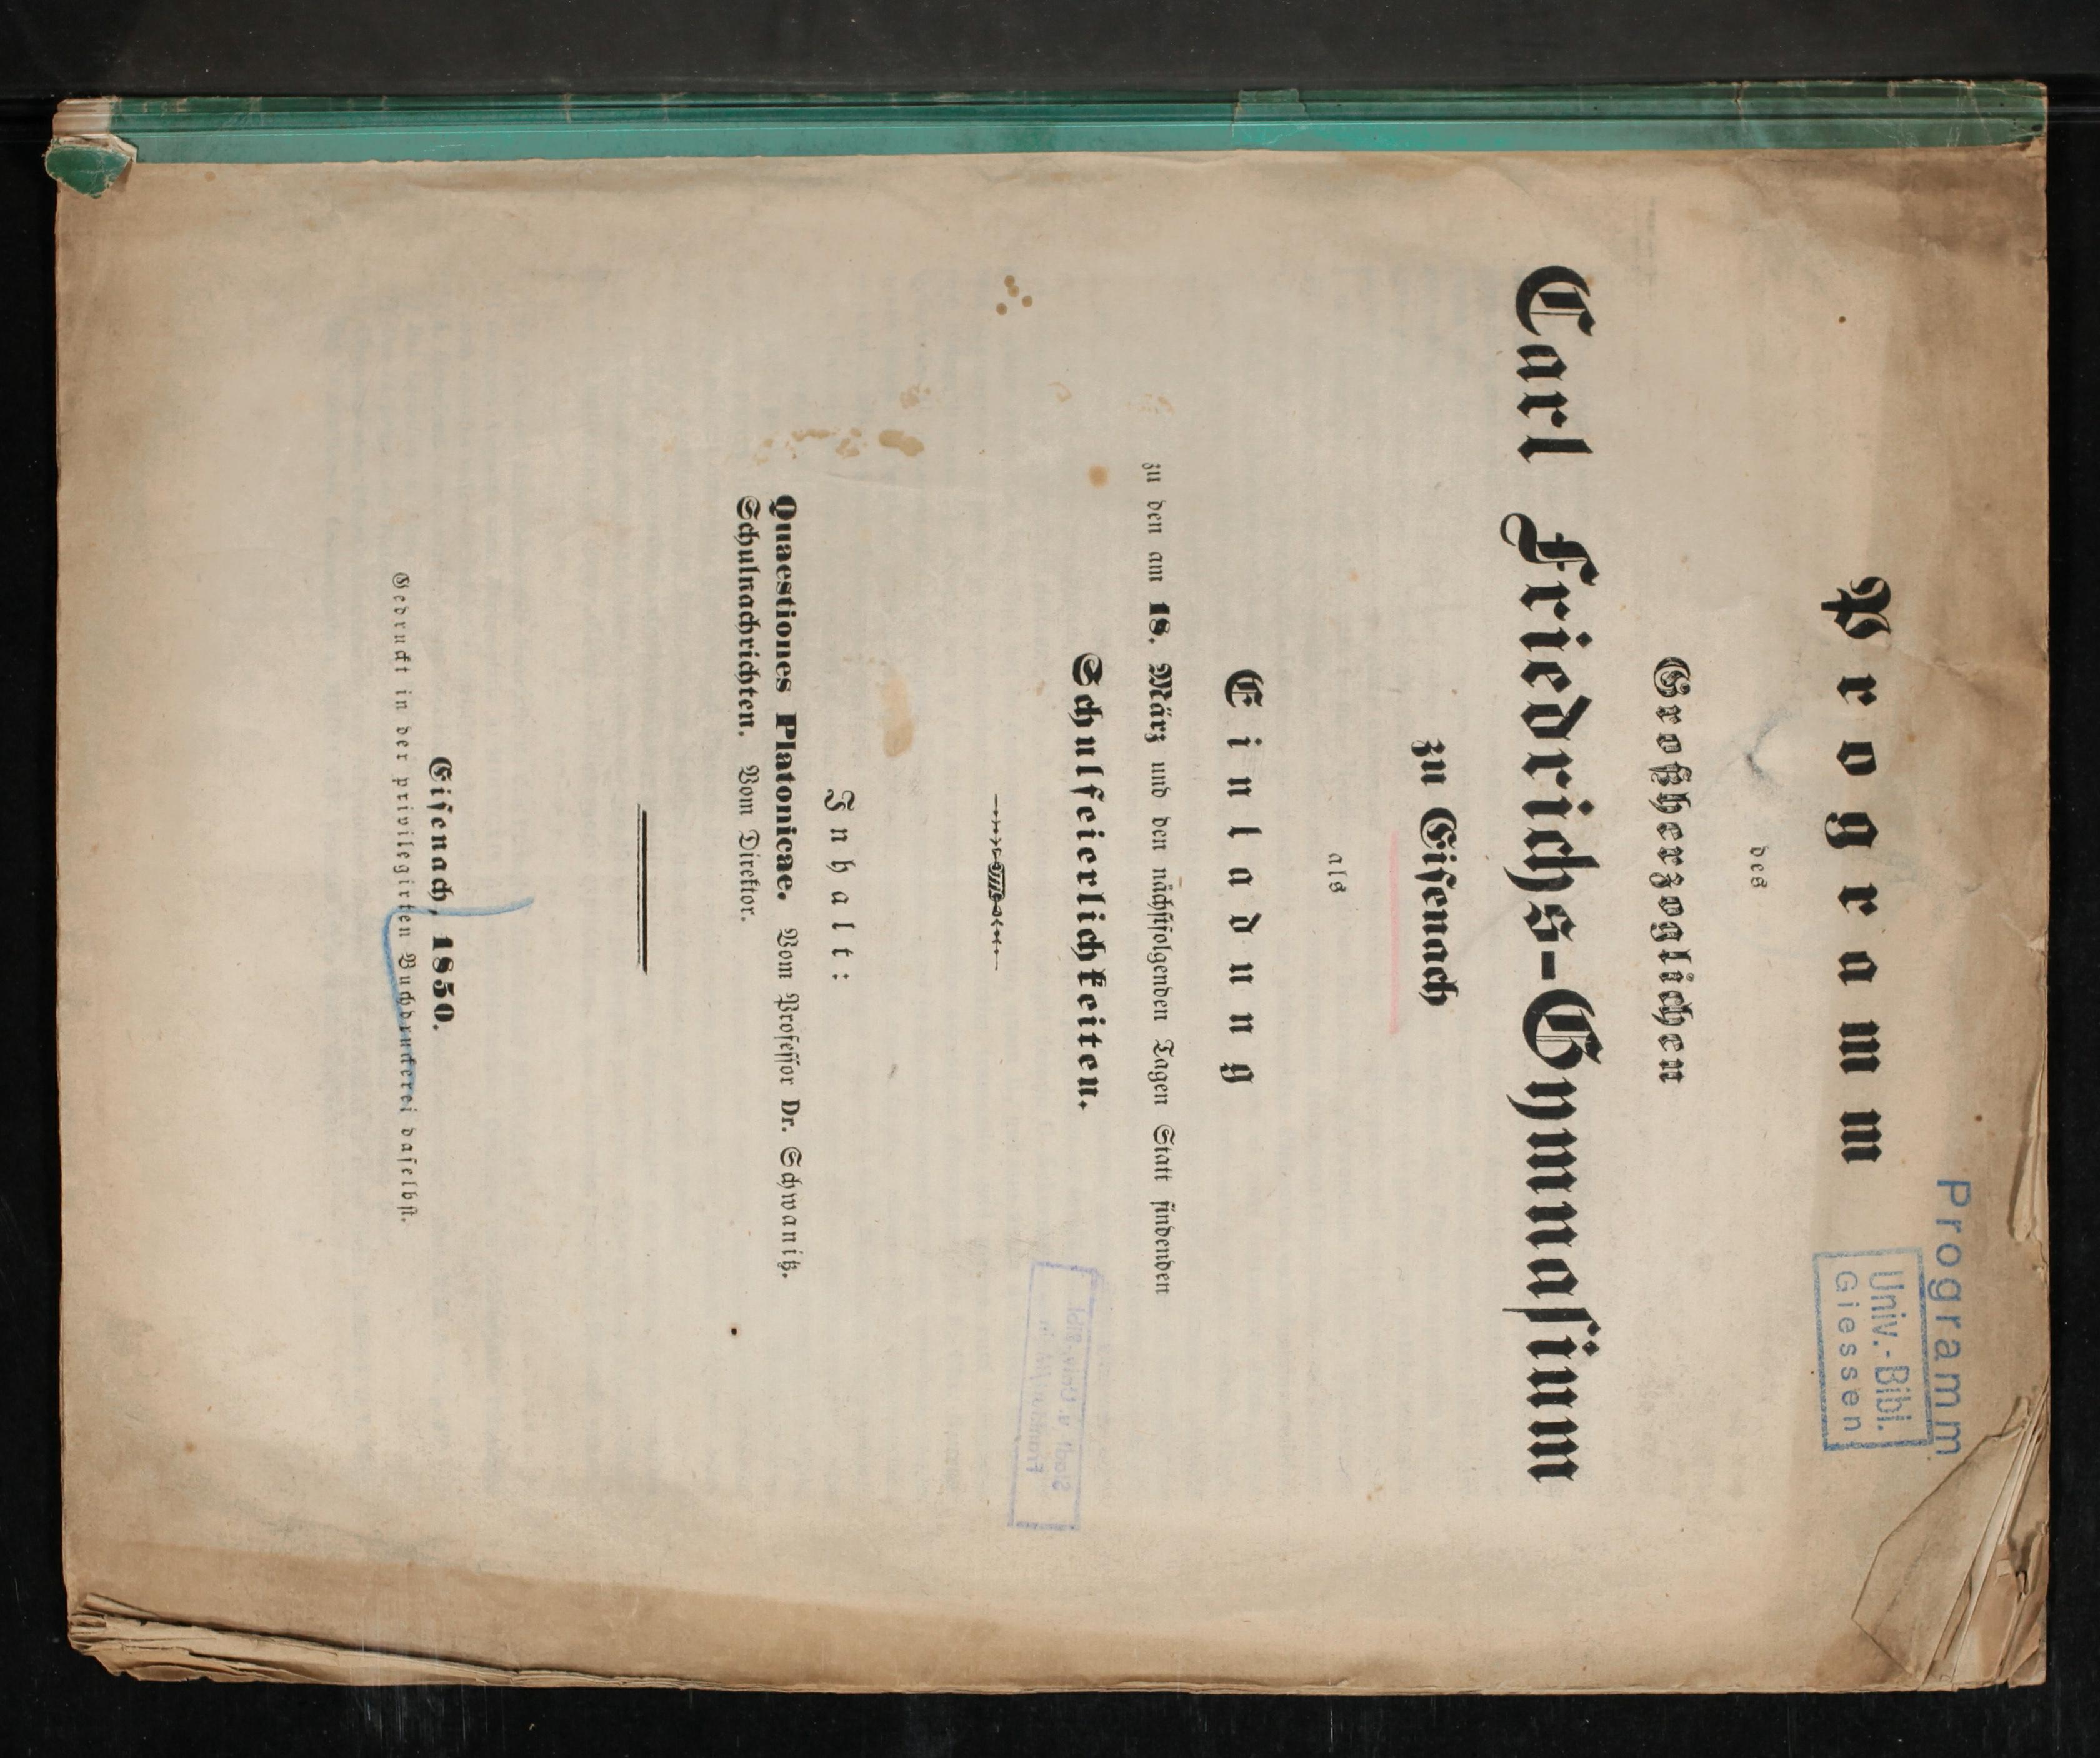 Programm
Univ.-Bibl.
Giessen
Programm
des
Großherzoglichen
Carl Friedrichs-Gymnasium
zu Eisenach
als
Einladung
zu den am 18. März und den nächstfolgenden Tagen Statt findenden
Schulfeierlichkeiten.
Inhalt:
Quaestiones Platonicae. Vom Professor Dr. Schwanitz.
Schulnachrichten. Vom Direktor.
Eisenach, 1850.
Gedruckt in der privilegirten Buchdruckerei daselbst.